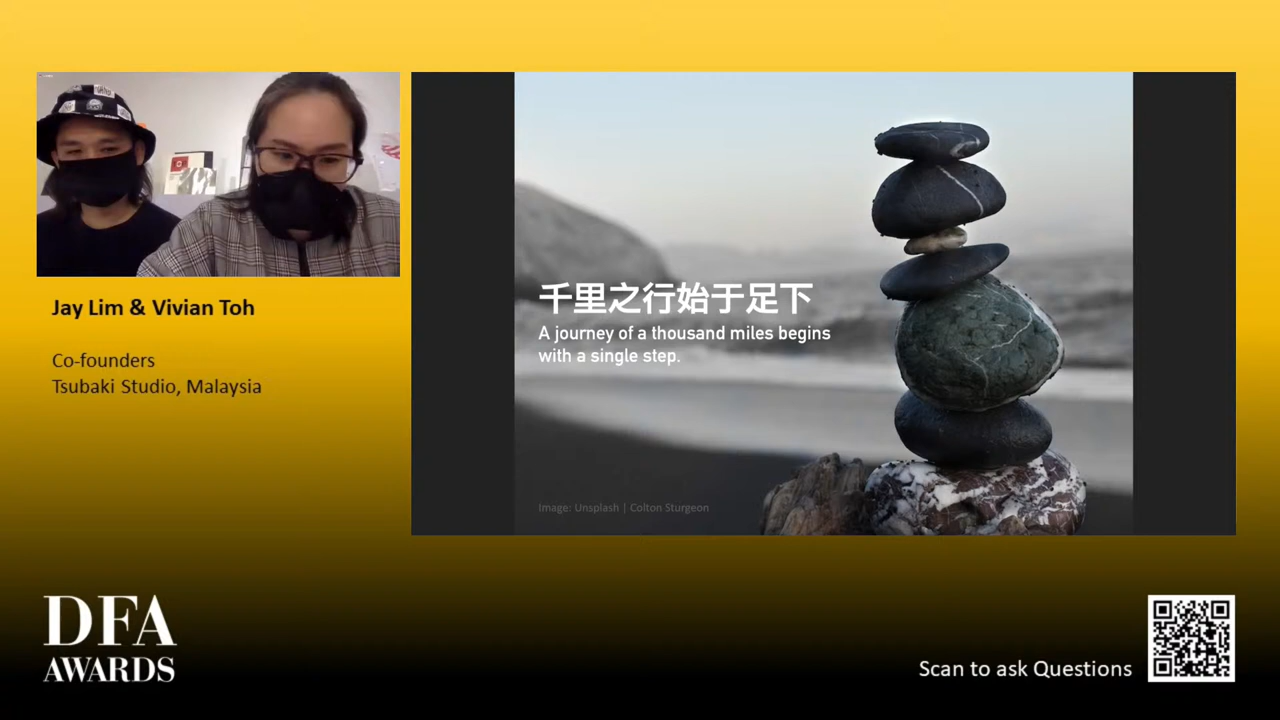 Jay Lim & Vivian Toh
Co-founders
Tsubaki Studio, Malaysia
千里之行始于足下
A journey of a thousand miles begins
with a single step.
Image: Unsplash | Colton Sturgeon
DFA
AWARDS
Scan to ask Questions